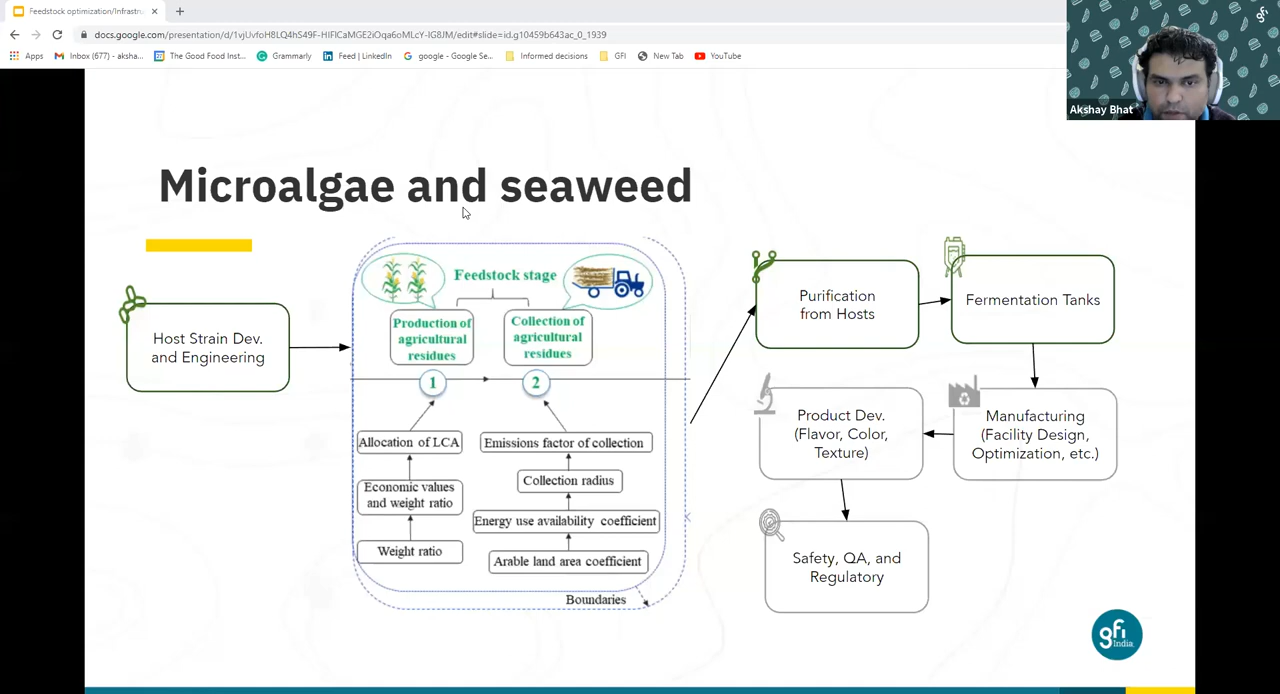 Feedstock optimization/Infrastr
docs.google.com/presentation/d/1vjUvfoH8LQ4hS49F-HIFlCaMGE2iOqa6oMLcY-IG8JM/edit#slide=id.g10459b643ac_0_1939
Apps
Inbox (677) - aksha...
The Good Food Inst...
Grammarly
Feed | LinkedIn
google - Google Se...
Informed decisions
GFI
New Tab
YouTube
gfi
Akshay Bhat
Microalgae and seaweed
Host Strain Dev.
and Engineering
Feedstock stage
Production of
agricultural
residues
Collection of
agricultural
residues
1
2
Allocation of LCA
Economic values
and weight ratio
Weight ratio
Emissions factor of collection
Collection radius
Energy use availability coefficient
Arable land area coefficient
Boundaries
Purification
from Hosts
Fermentation Tanks
Manufacturing
(Facility Design,
Optimization, etc.)
Product Dev.
(Flavor, Color,
Texture)
Safety, QA, and
Regulatory
gfi
India